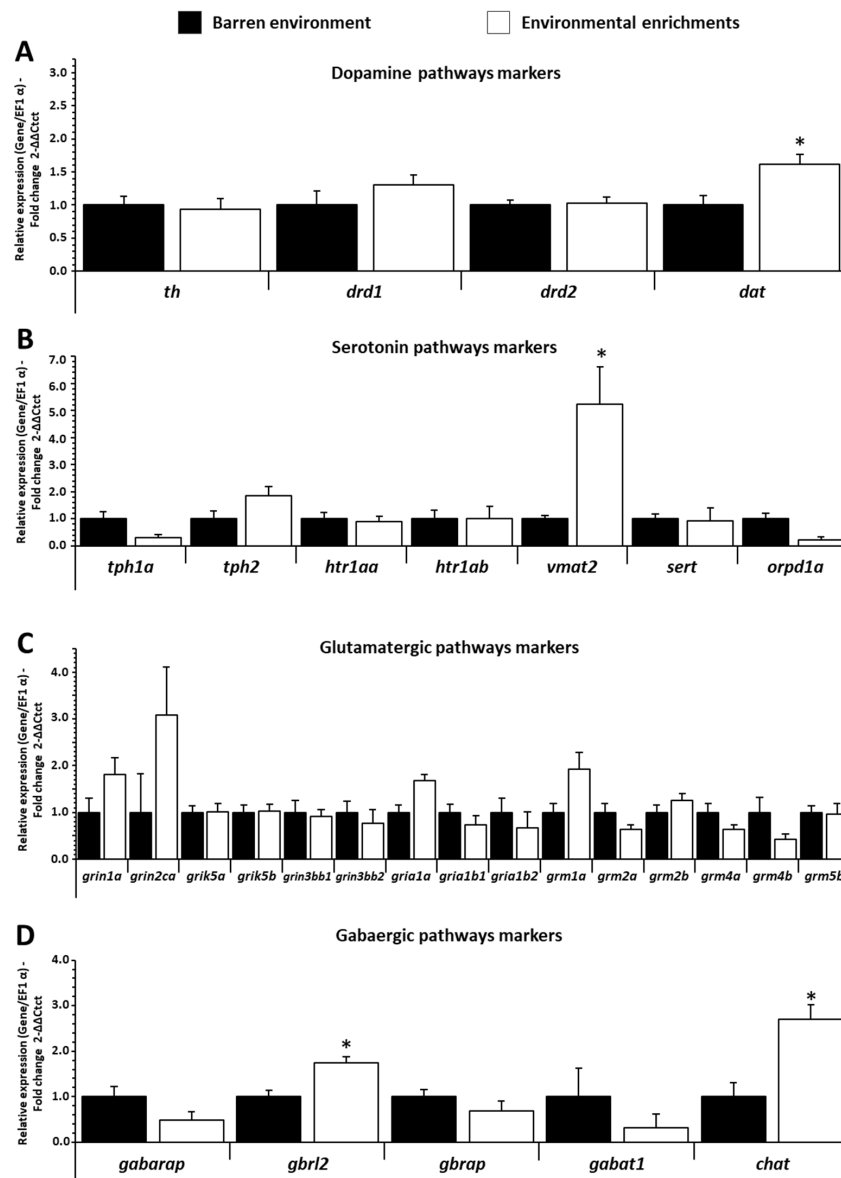 Barren environment
Environmental enrichments
A
Dopamine pathways markers
Relative expression (Gene/EF1 α) -
Fold change 2-ΔΔCtct
3.0
2.5
2.0
1.5
1.0
0.5
0.0
*
th
drd1
drd2
dat
B
Serotonin pathways markers
Relative expression (Gene/EF1 α) -
Fold change 2-ΔΔCtct
7.0
6.0
5.0
4.0
3.0
2.0
1.0
0.0
*
tph1a
tph2
htr1aa
htr1ab
vmat2
sert
orpd1a
C
Glutamatergic pathways markers
Relative expression (Gene/EF1 α) -
Fold change 2-ΔΔCtct
4.0
3.0
2.0
1.0
0.0
grin1a
grin2ca
grik5a
grik5b
grin3bb1
grin3bb2
gria1a
gria1b1
gria1b2
grm1a
grm2a
grm2b
grm4a
grm4b
grm5b
D
Gabaergic pathways markers
Relative expression (Gene/EF1 α) -
Fold change 2-ΔΔCtct
4.0
3.0
2.0
1.0
0.0
*
*
gabarap
gbrl2
gbrap
gabat1
chat